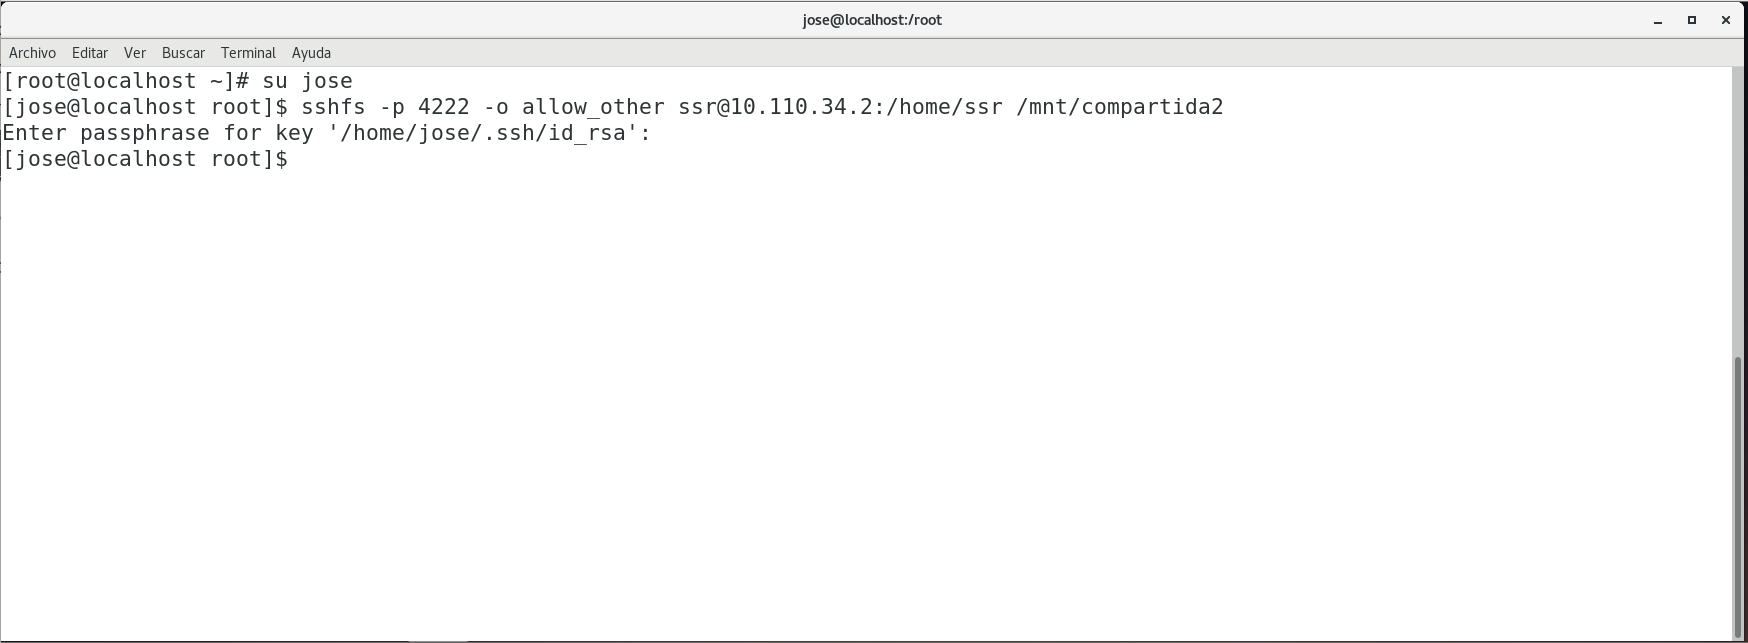 jose@localhost:/root
Archivo Editar Ver Buscar Terminal Ayuda
[root@localhost ~]# su jose
[jose@localhost root]$ sshfs -p 4222 -o allow_other ssr@10.110.34.2:/home/ssr /mnt/compartida2
Enter passphrase for key '/home/jose/.ssh/id_rsa':
[jose@localhost root]$